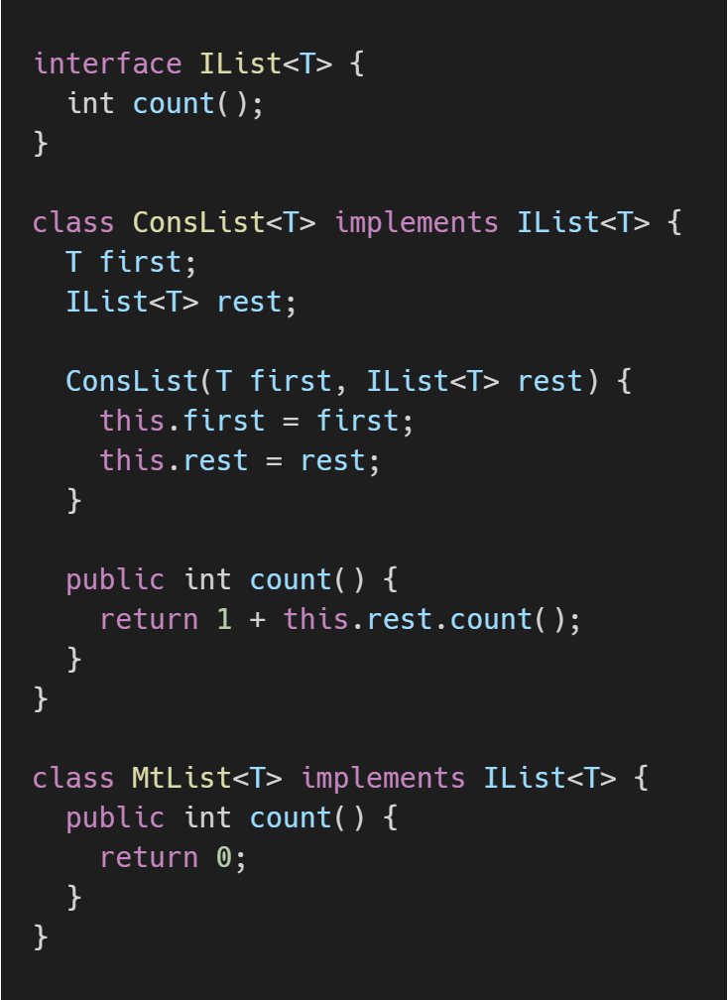 interface IList<T> {
  int count();
}

class ConsList<T> implements IList<T> {
  T first;
  IList<T> rest;

  ConsList(T first, IList<T> rest) {
    this.first = first;
    this.rest = rest;
  }

  public int count() {
    return 1 + this.rest.count();
  }
}

class MtList<T> implements IList<T> {
  public int count() {
    return 0;
  }
}